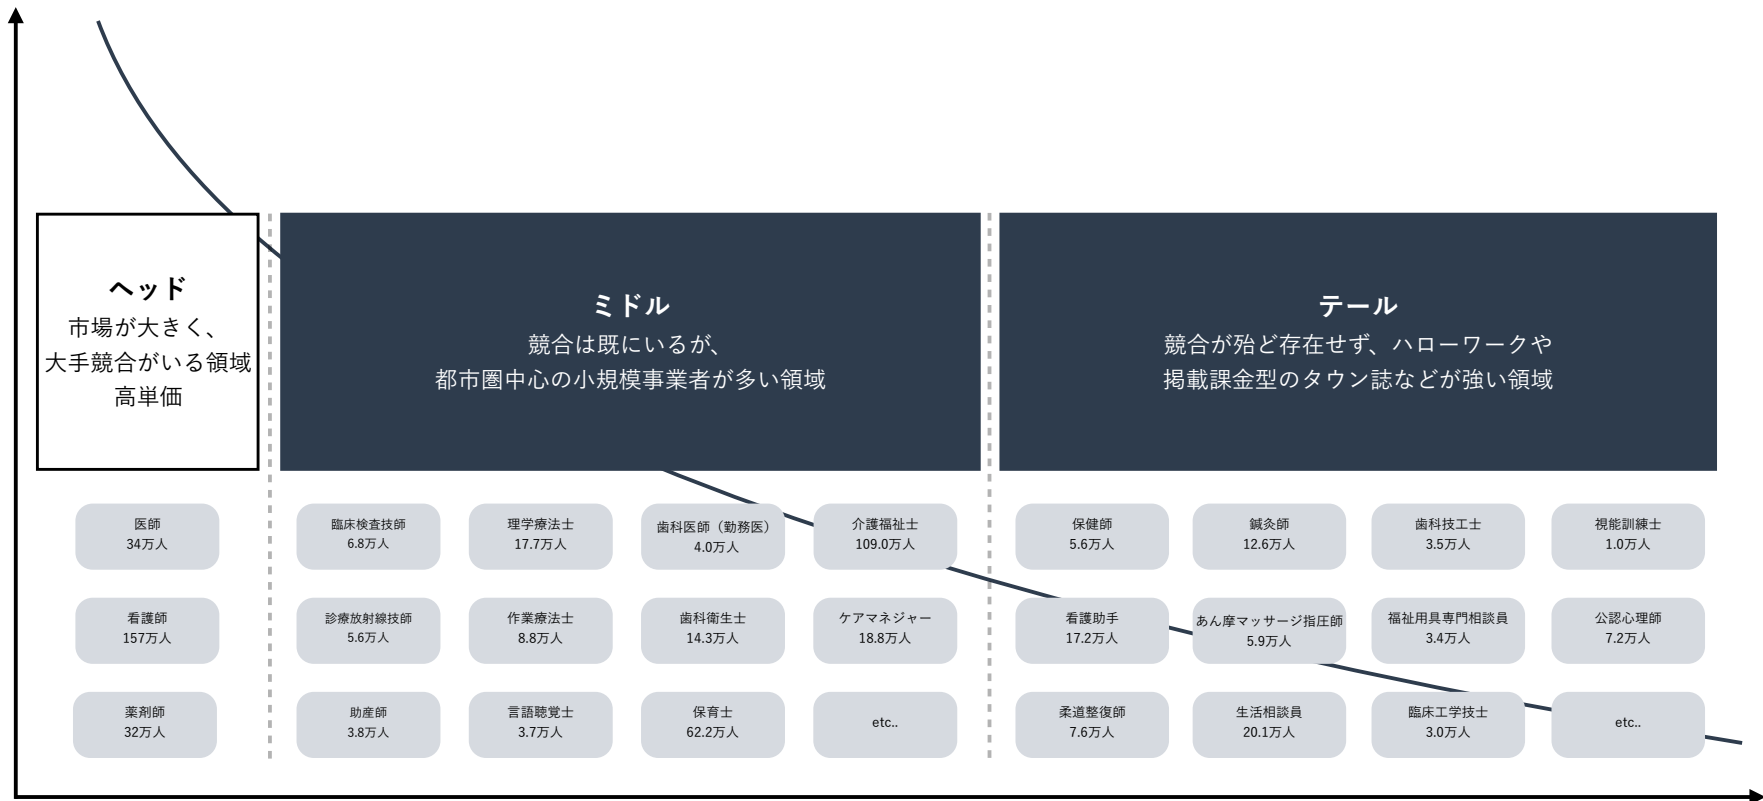 ヘッド
市場が大きく、
大手競合がいる領域
高単価
ミドル
競合は既にいるが、
都市圏中心の小規模事業者が多い領域
テール
競合が殆ど存在せず、ハローワークや
掲載課金型のタウン誌などが強い領域
医師
34万人
看護師
157万人
薬剤師
32万人
臨床検査技師
6.8万人
理学療法士
17.7万人
歯科医師（勤務医）
4.0万人
介護福祉士
109.0万人
診療放射線技師
5.6万人
作業療法士
8.8万人
歯科衛生士
14.3万人
ケアマネジャー
18.8万人
助産師
3.8万人
言語聴覚士
3.7万人
保育士
62.2万人
etc..
保健師
5.6万人
鍼灸師
12.6万人
歯科技工士
3.5万人
視能訓練士
1.0万人
看護助手
17.2万人
あん摩マッサージ指圧師
5.9万人
福祉用具専門相談員
3.4万人
公認心理師
7.2万人
柔道整復師
7.6万人
生活相談員
20.1万人
臨床工学技士
3.0万人
etc..